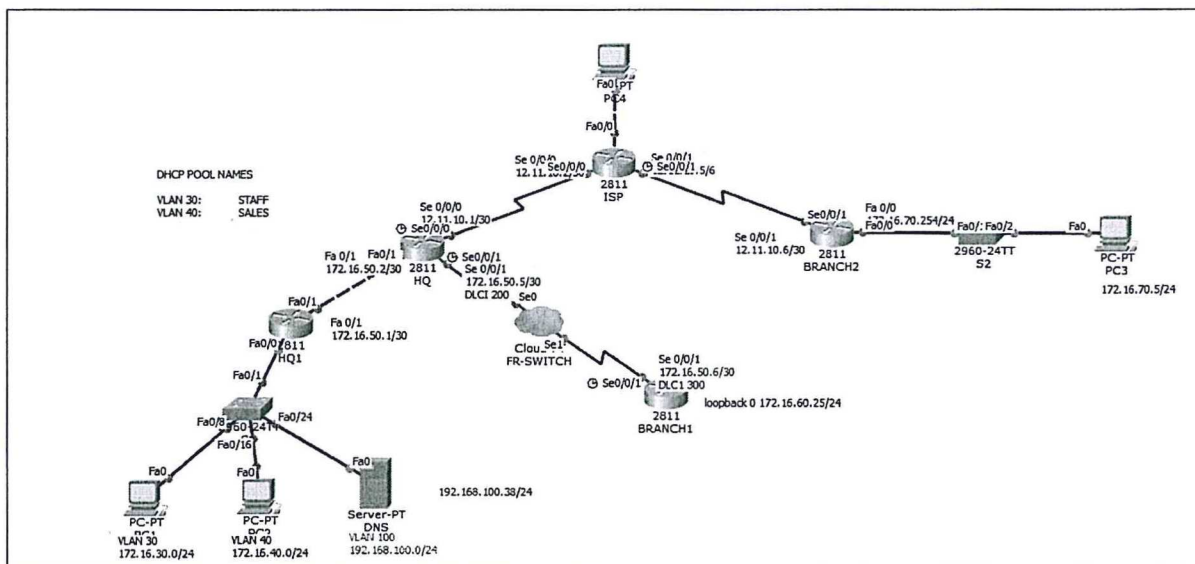 PC4
Fa0/0
DHCP POOL NAMES
VLAN 30: STAFF
VLAN 40: SALES
Se0/0/0
Se 0/0/1
Se0/0/1
2811
ISP
Se 0/0/0
12.11.10.1/30
Se0/0/0
Fa 0/1
172.16.50.2/30
Fa0/1
2811
HQ
Se0/0/1
Se 0/0/1
172.16.50.5/30
DLCI 200
Se0/0/1
Se 0/0/1
12.11.10.6/30
2811
BRANCH2
Fa 0/0
172.16.70.254/24
Fa0/0
Fa0/2
2960-24TT
S2
Fa0
PC-PT
PC3
172.16.70.5/24
Fa0/1
Fa 0/1
172.16.50.1/30
HQ1
Se0
FR-SWITCH
Se 0/0/1
172.16.50.6/30
DLC1 300
Se0/0/1
2811
BRANCH1
loopback 0 172.16.60.25/24
Fa0/1
Fa0/8
Fa0/16
Fa0/24
Fa0
Fa0
Fa0
192.168.100.38/24
PC-PT
VLAN 30
172.16.30.0/24
PC-PT
VLAN 40
172.16.40.0/24
Server-PT
DNS
VLAN 100
192.168.100.0/24